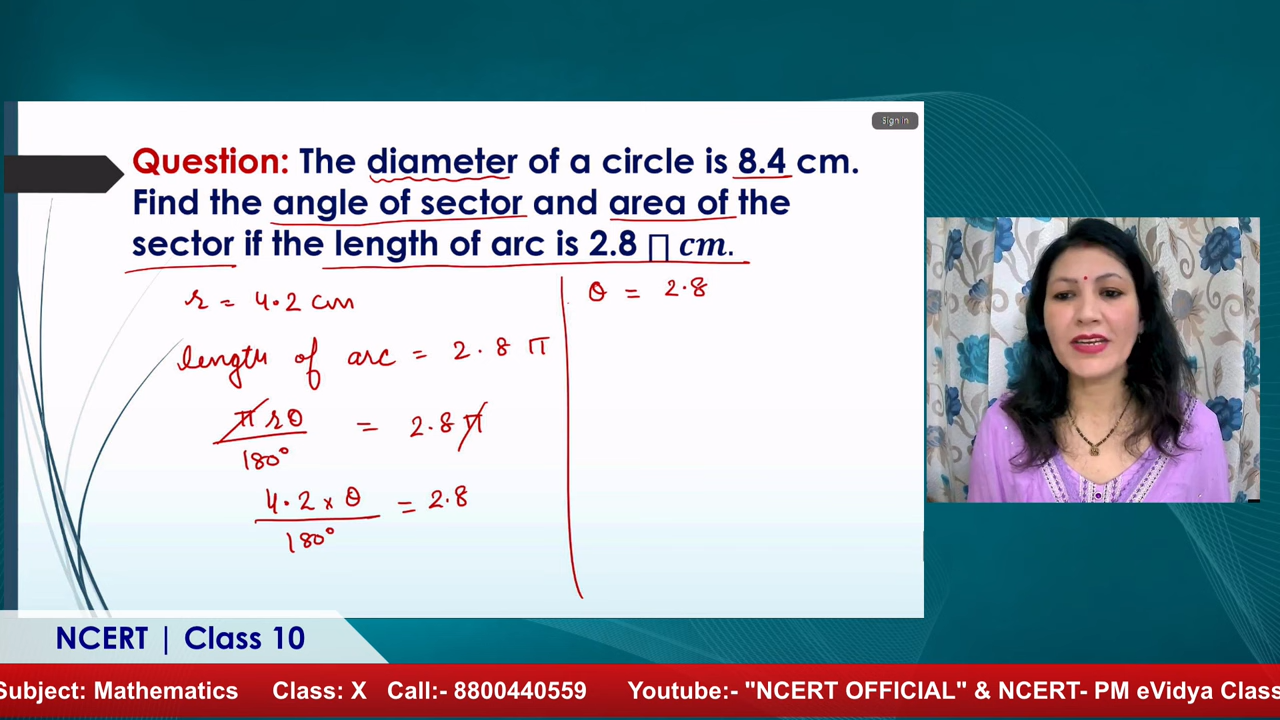 Sign in
Question: The diameter of a circle is 8.4 cm.
Find the angle of sector and area of the
sector if the length of arc is 2.8 ∏ cm.
r = 4.2 cm
length of arc = 2.8 π
πrθ / 180° = 2.8π
4.2 × θ / 180° = 2.8
θ = 2.8
NCERT | Class 10
Subject: Mathematics Class: X Call:- 8800440559 Youtube:- "NCERT OFFICIAL" & NCERT- PM eVidya Class